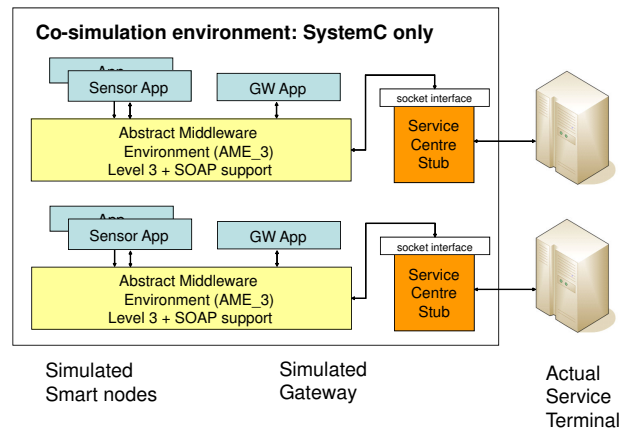 Co-simulation environment: SystemC only
App
Sensor App
GW App
socket interface
Abstract Middleware
Environment (AME_3)
Level 3 + SOAP support
Service
Centre
Stub
App
Sensor App
GW App
socket interface
Abstract Middleware
Environment (AME_3)
Level 3 + SOAP support
Service
Centre
Stub
Simulated
Smart nodes
Simulated
Gateway
Actual
Service
Terminal